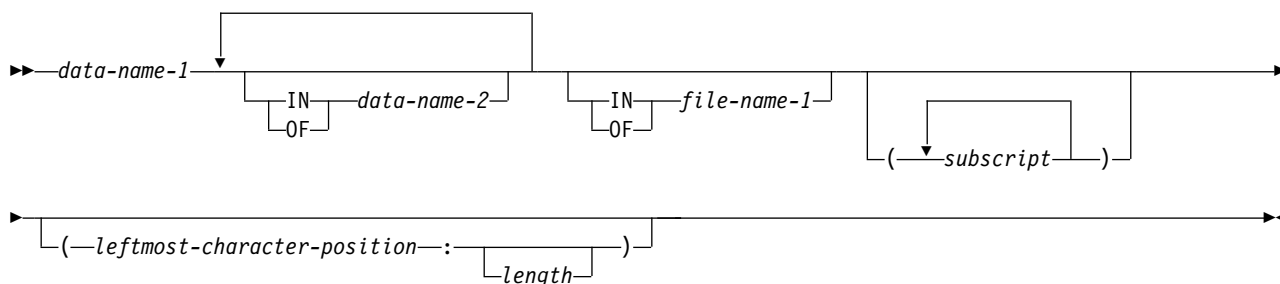 data-name-1
IN data-name-2
OF
IN file-name-1
OF
( subscript )
( leftmost-character-position : length )